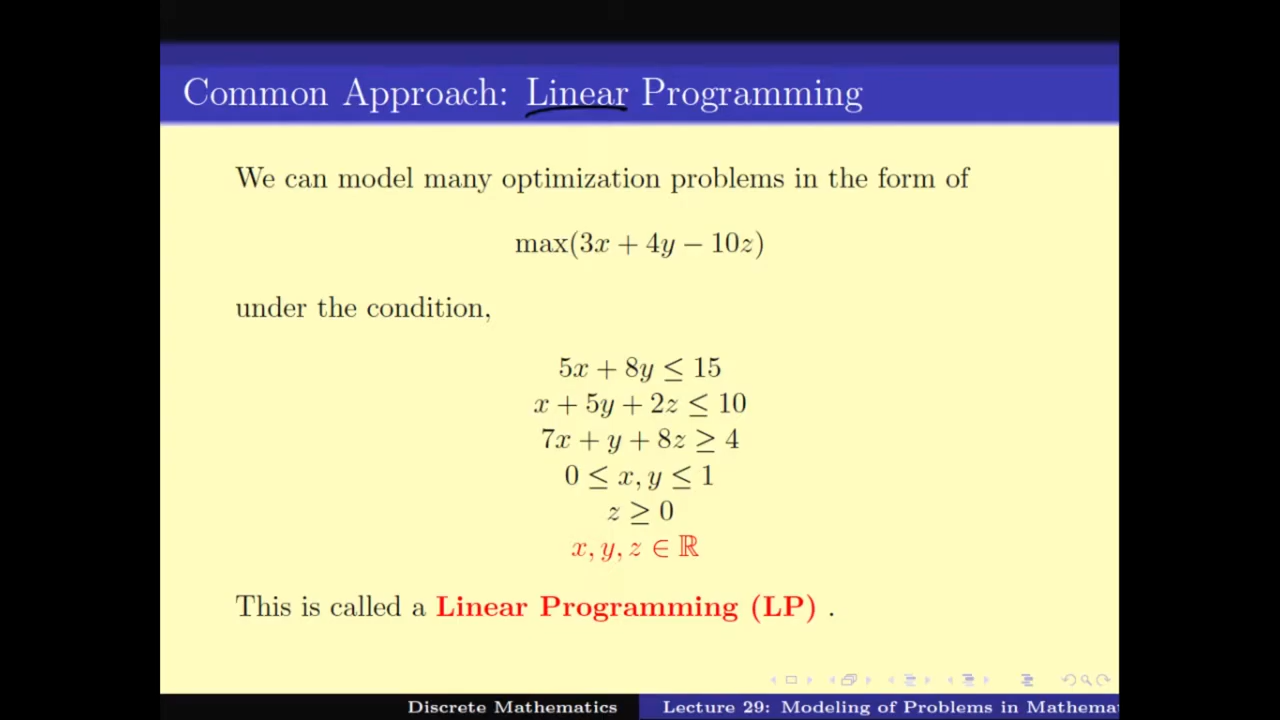 Common Approach: Linear Programming
We can model many optimization problems in the form of
max(3x + 4y − 10z)
under the condition,
5x + 8y ≤ 15
x + 5y + 2z ≤ 10
7x + y + 8z ≥ 4
0 ≤ x, y ≤ 1
z ≥ 0
x, y, z ∈ ℝ
This is called a Linear Programming (LP) .
Discrete Mathematics
Lecture 29: Modeling of Problems in Mathema